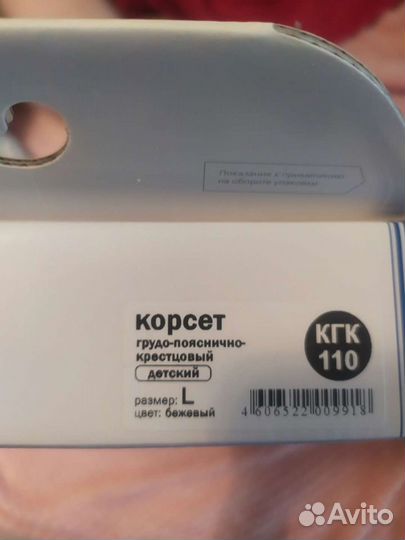 Показания к применению
на обороте упаковки
корсет
грудо-пояснично-
крестцовый
детский
размер: L
цвет: бежевый
КГК
110
4 606522 009918
Avito